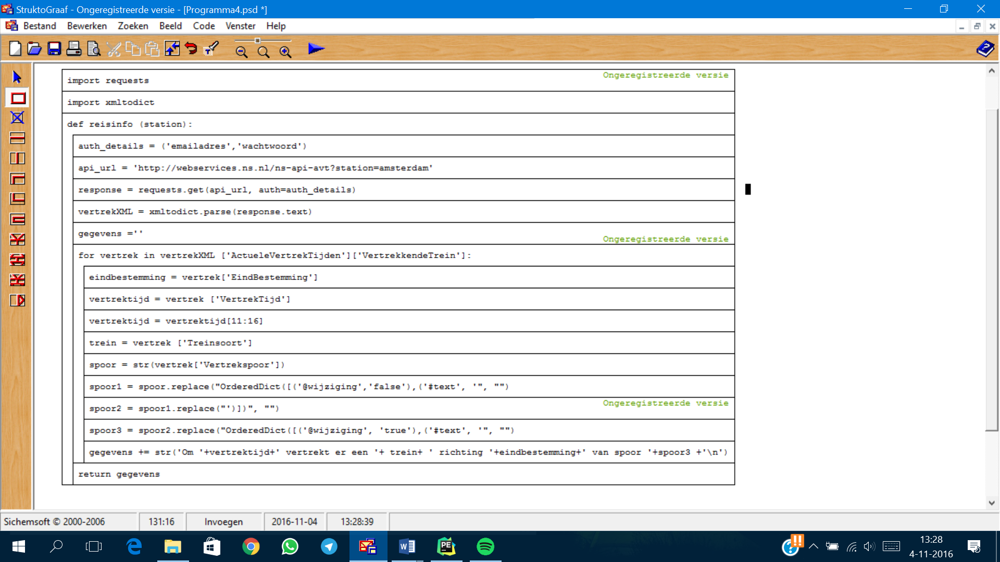 StruktoGraaf - Ongeregistreerde versie - [Programma4.psd *]
Bestand Bewerken Zoeken Beeld Code Venster Help
Ongeregistreerde versie
import requests
import xmltodict
def reisinfo (station):
auth_details = ('emailadres','wachtwoord')
api_url = 'http://webservices.ns.nl/ns-api-avt?station=amsterdam'
response = requests.get(api_url, auth=auth_details)
vertrekXML = xmltodict.parse(response.text)
gegevens =''
Ongeregistreerde versie
for vertrek in vertrekXML ['ActueleVertrekTijden']['VertrekkendeTrein']:
eindbestemming = vertrek['EindBestemming']
vertrektijd = vertrek ['VertrekTijd']
vertrektijd = vertrektijd[11:16]
trein = vertrek ['Treinsoort']
spoor = str(vertrek['Vertrekspoor'])
spoor1 = spoor.replace("OrderedDict([('@wijziging','false'),('#text', '", "")
Ongeregistreerde versie
spoor2 = spoor1.replace("')])", "")
spoor3 = spoor2.replace("OrderedDict([('@wijziging', 'true'),('#text', '", "")
gegevens += str('Om '+vertrektijd+' vertrekt er een '+ trein+ ' richting '+eindbestemming+' van spoor '+spoor3 +'\n')
return gegevens
Sichemsoft © 2000-2006 131:16 Invoegen 2016-11-04 13:28:39
13:28
4-11-2016